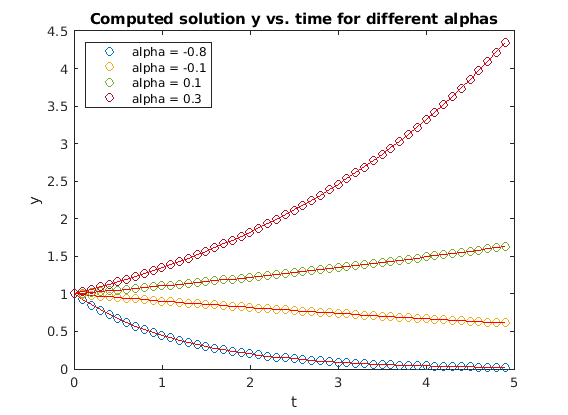 Computed solution y vs. time for different alphas
4.5
4
3.5
3
2.5
2
1.5
1
0.5
0
y
alpha = -0.8
alpha = -0.1
alpha = 0.1
alpha = 0.3
0 1 2 3 4 5
t